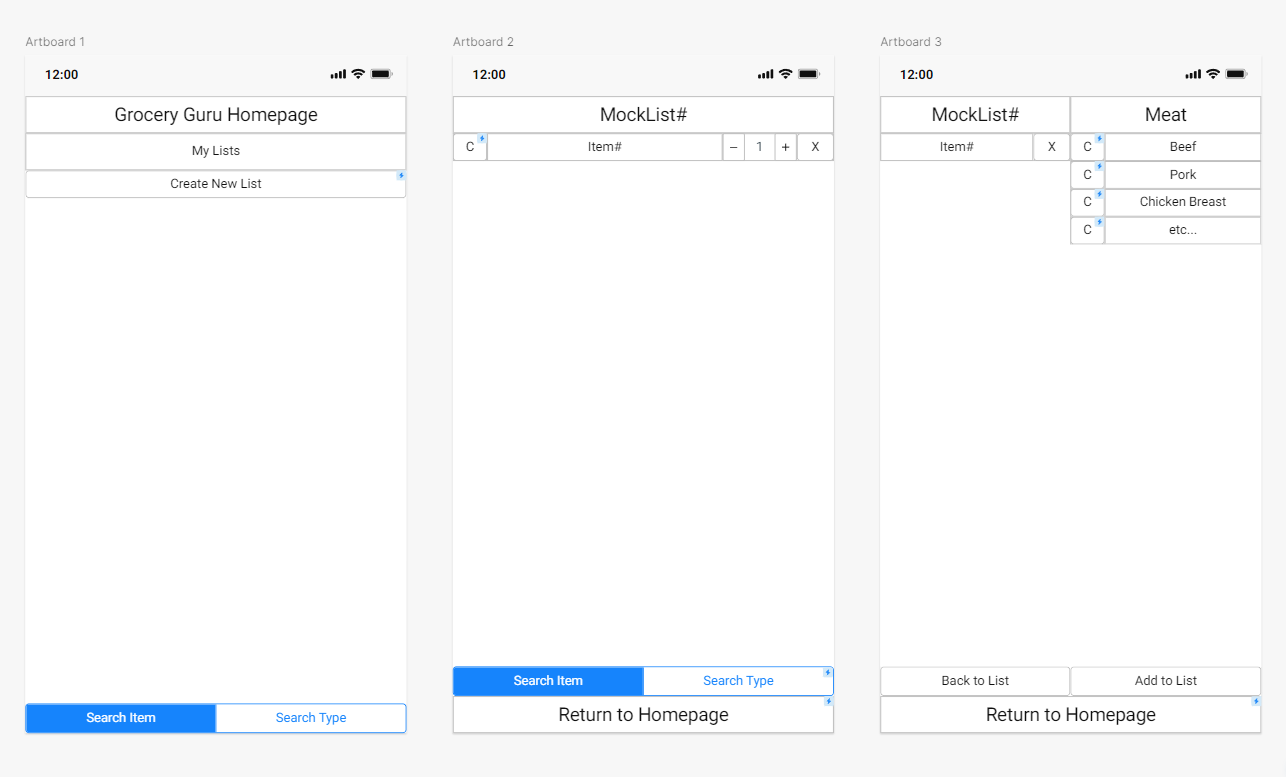 Artboard 1
12:00
Grocery Guru Homepage
My Lists
Create New List
Search Item Search Type
Artboard 2
12:00
MockList#
C Item# – 1 + X
Search Item Search Type
Return to Homepage
Artboard 3
12:00
MockList# Meat
Item# X C Beef
C Pork
C Chicken Breast
C etc...
Back to List Add to List
Return to Homepage